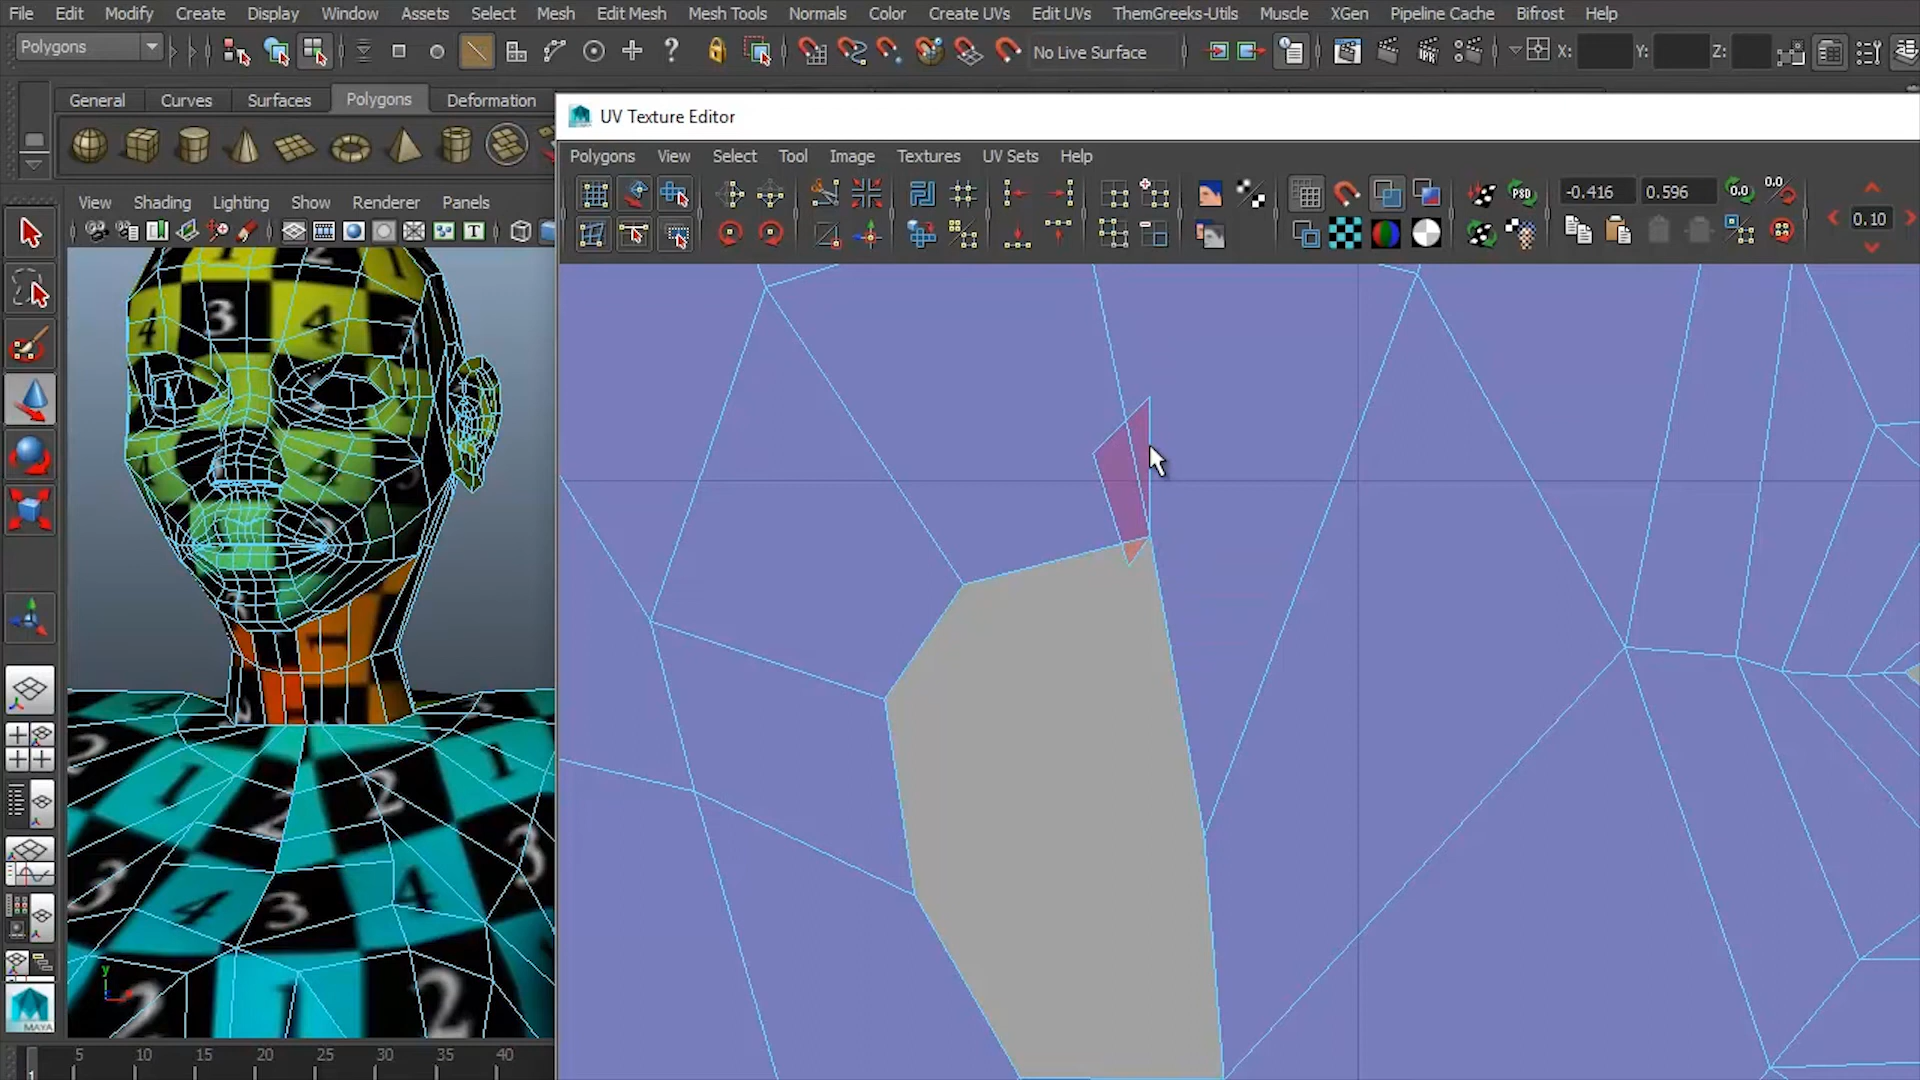 File Edit Modify Create Display Window Assets Select Mesh Edit Mesh Mesh Tools Normals Color Create UVs Edit UVs ThemGreeks-Utils Muscle XGen Pipeline Cache Bifrost Help
Polygons No Live Surface X: Y: Z:
General Curves Surfaces Polygons Deformation
UV Texture Editor
Polygons View Select Tool Image Textures UV Sets Help
-0.416 0.596
0.10
View Shading Lighting Show Renderer Panels
5 10 15 20 25 30 35 40
1
MAYA